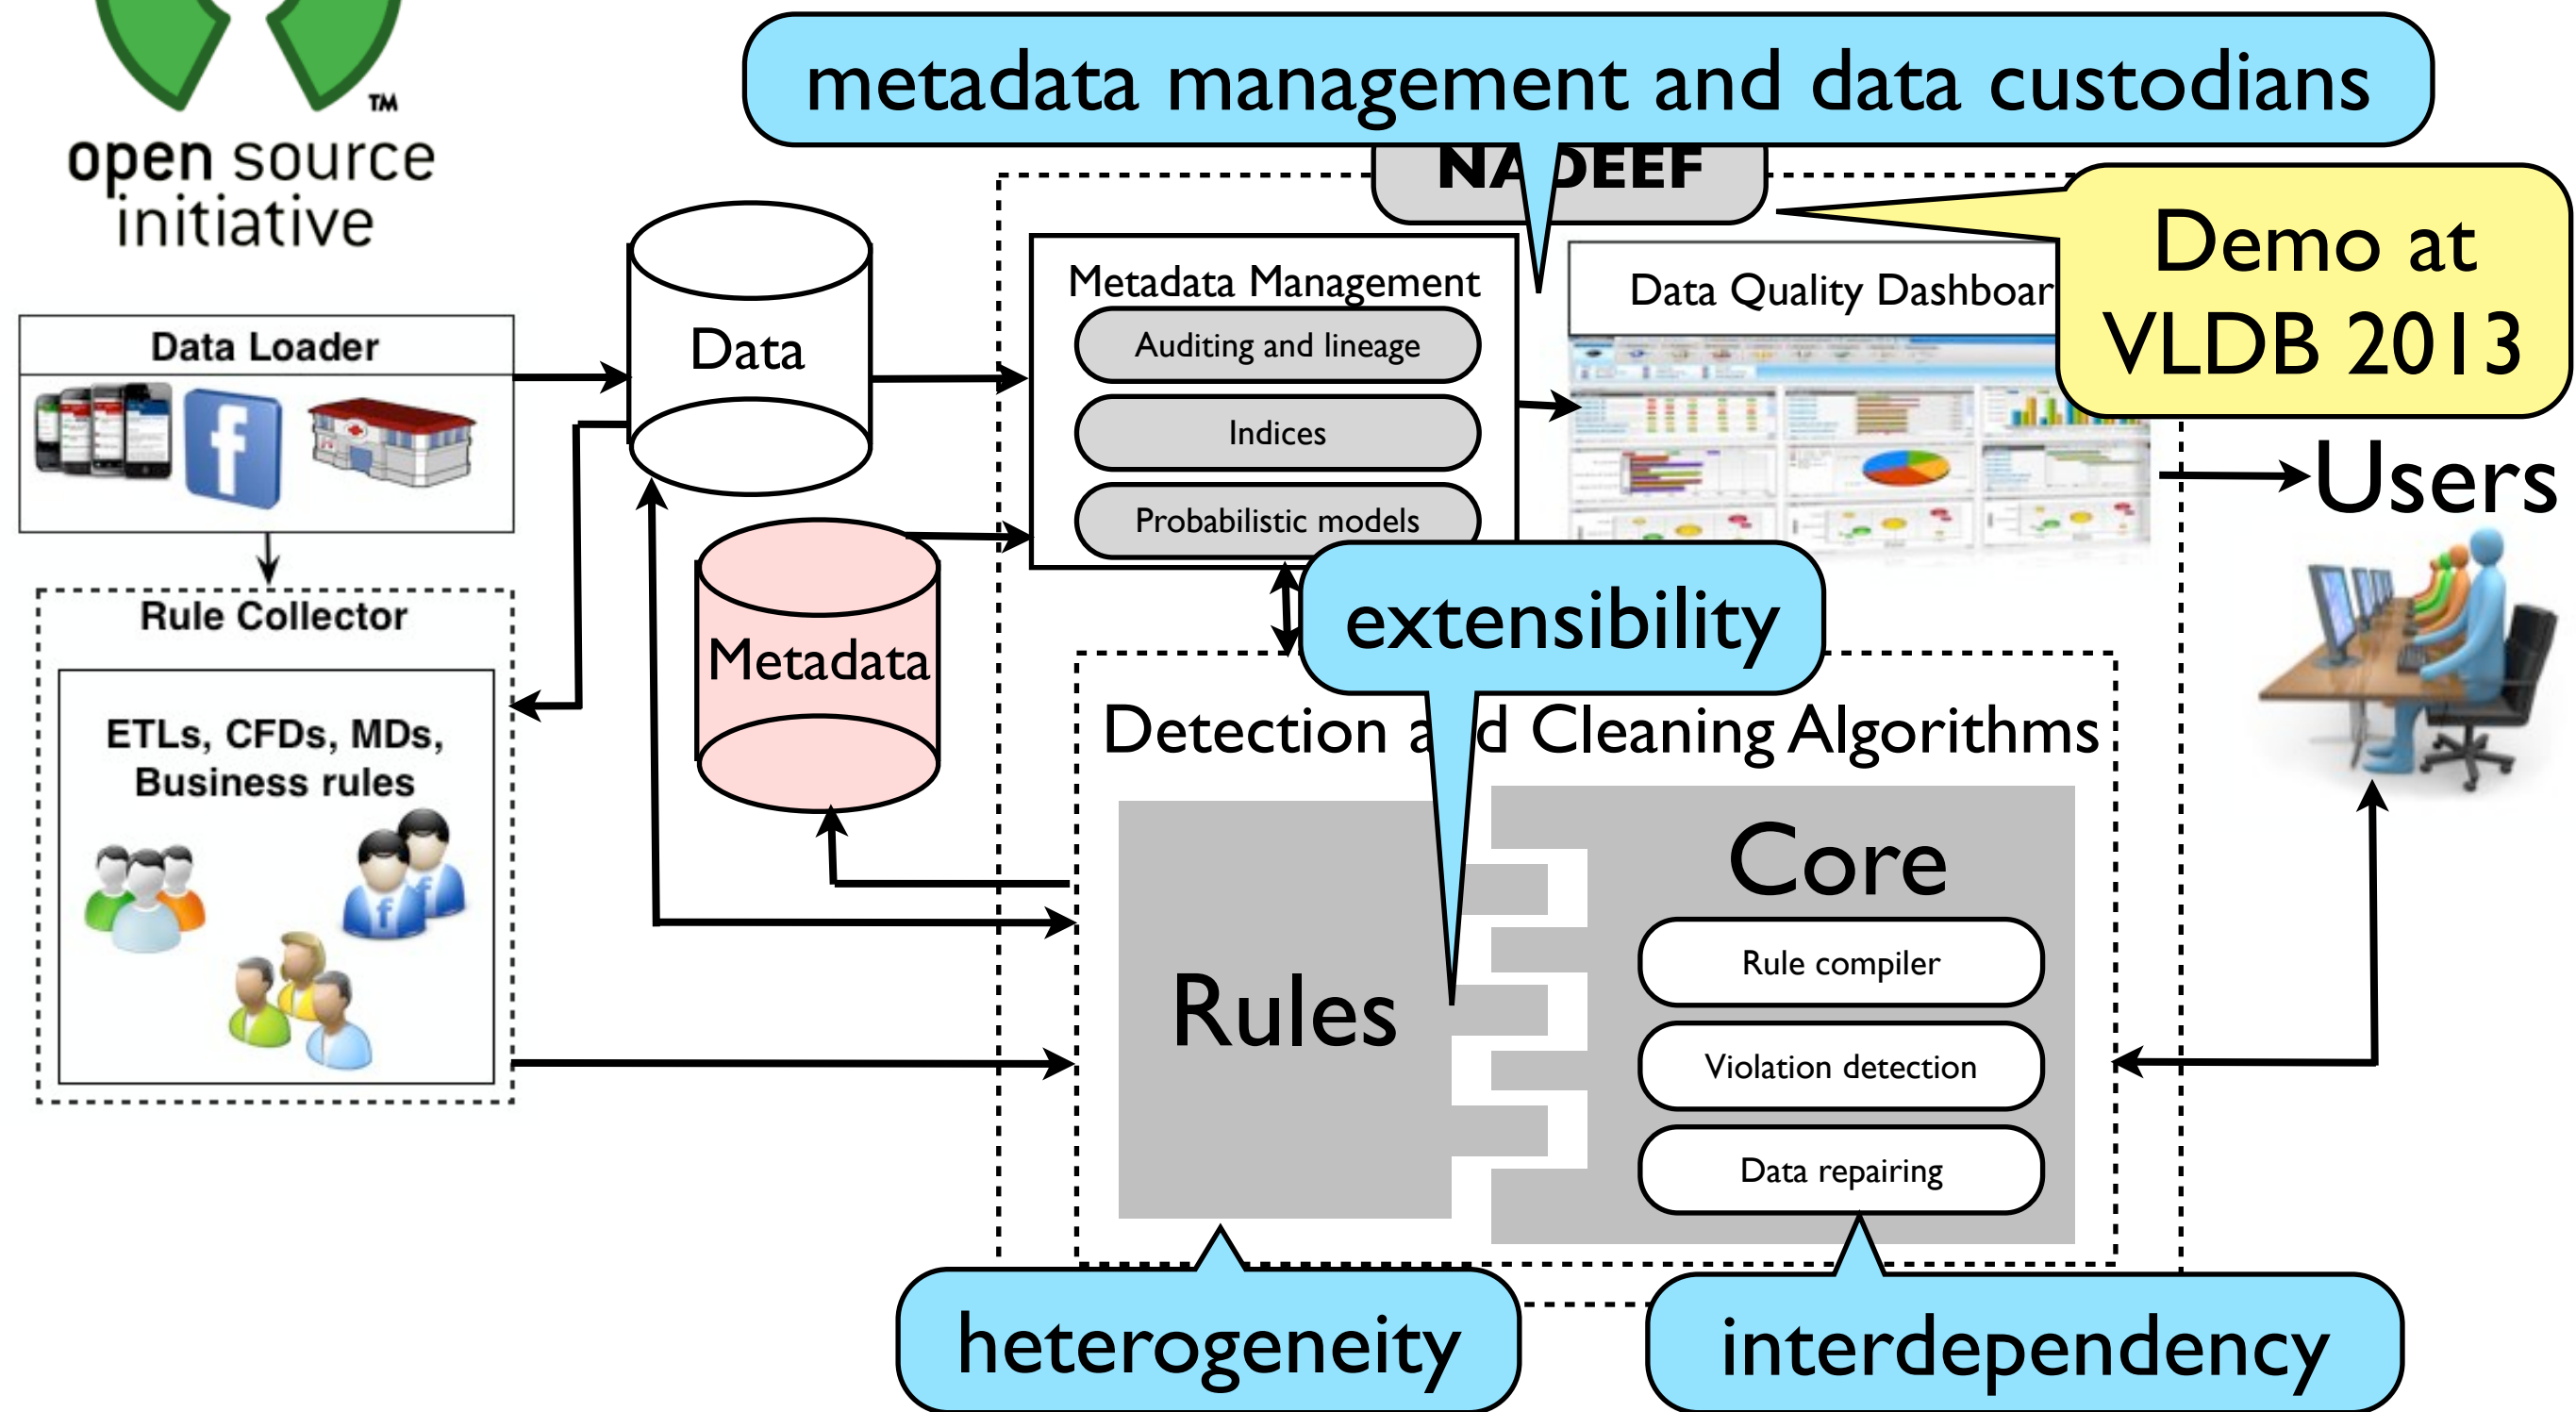 ™
open source
initiative
metadata management and data custodians
NADEEF
Demo at
VLDB 2013
Data Loader
Data
Metadata Management
Auditing and lineage
Indices
Probabilistic models
Data Quality Dashboar
Users
Rule Collector
ETLs, CFDs, MDs,
Business rules
Metadata
extensibility
Detection a d Cleaning Algorithms
Rules
Core
Rule compiler
Violation detection
Data repairing
heterogeneity
interdependency